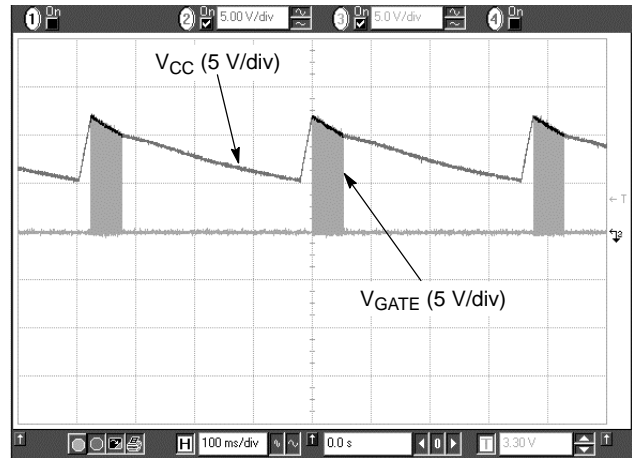 1 On 2 On 5.00 V/div 3 On 5.0 V/div 4 On
VCC (5 V/div)
← T
VGATE (5 V/div)
H 100 ms/div 0.0 s 0 T 3.30 V